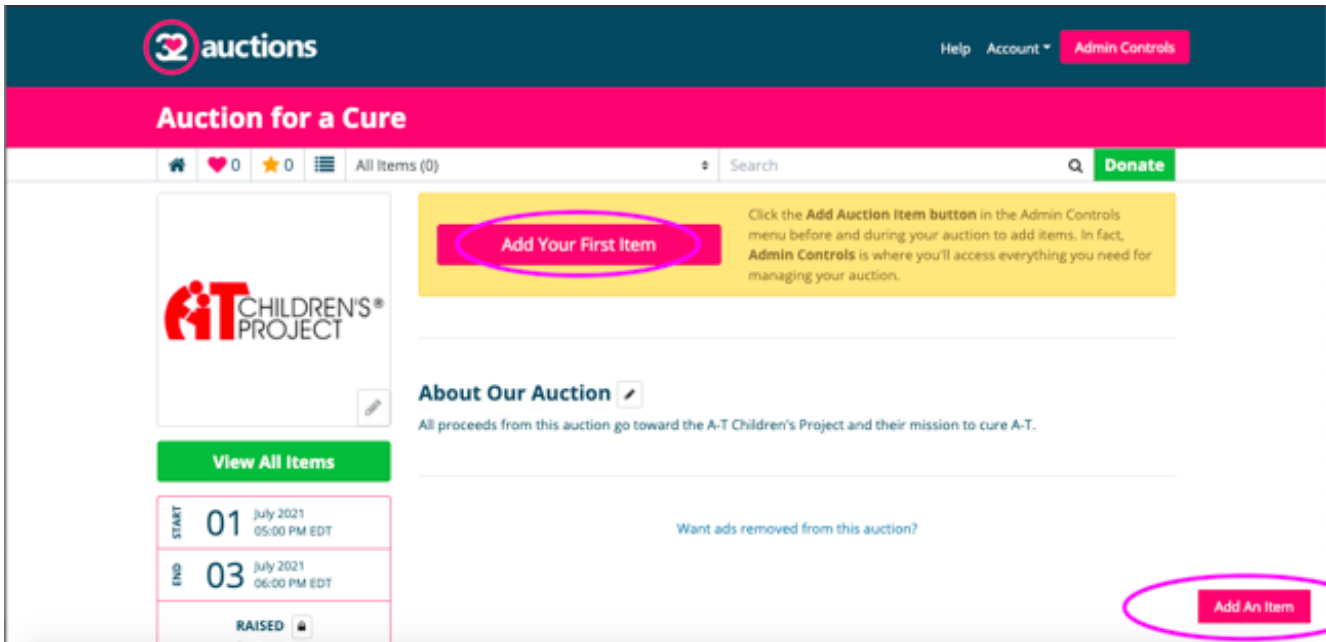 32 auctions
Help Account Admin Controls
Auction for a Cure
0 0 All Items (0) Search Donate
Add Your First Item
Click the Add Auction Item button in the Admin Controls
menu before and during your auction to add items. In fact,
Admin Controls is where you'll access everything you need for
managing your auction.
AT CHILDREN'S®
PROJECT
About Our Auction
All proceeds from this auction go toward the A-T Children's Project and their mission to cure A-T.
View All Items
START 01 July 2021
05:00 PM EDT
END 03 July 2021
06:00 PM EDT
RAISED
Want ads removed from this auction?
Add An Item